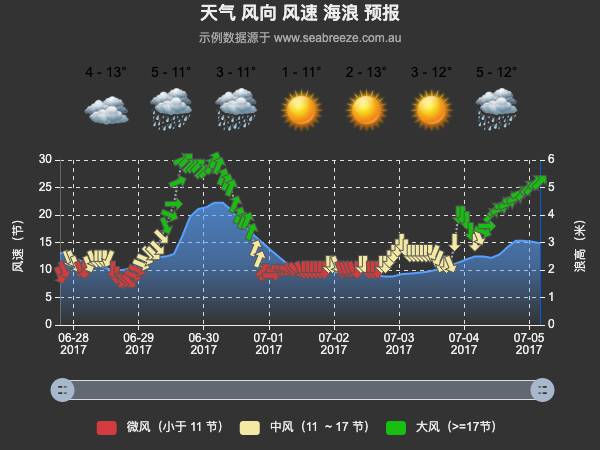 天气 风向 风速 海浪 预报
示例数据源于 www.seabreeze.com.au
4 - 13° 5 - 11° 3 - 11° 1 - 11° 2 - 13° 3 - 12° 5 - 12°
风速（节）
30
25
20
15
10
5
0
浪高（米）
6
5
4
3
2
1
0
06-28 06-29 06-30 07-01 07-02 07-03 07-04 07-05
2017 2017 2017 2017 2017 2017 2017 2017
微风（小于 11 节） 中风（11 ~ 17 节） 大风（>=17节）